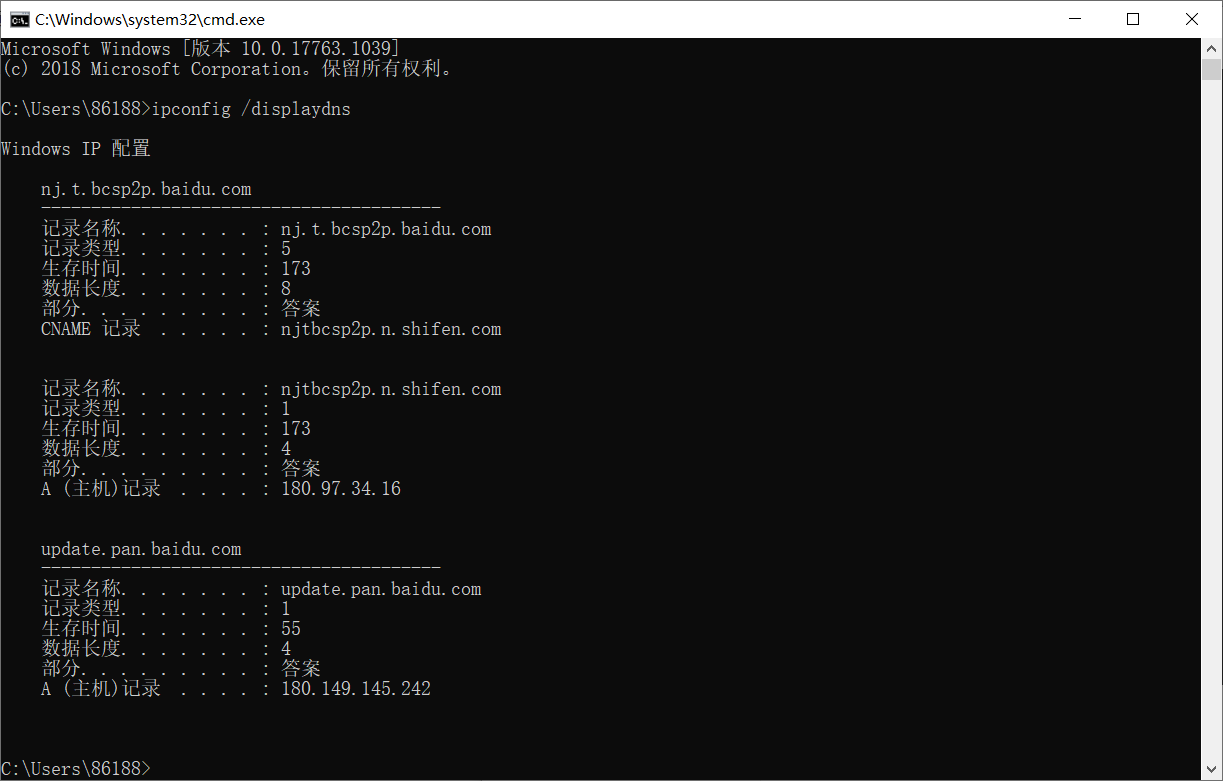 C:\Windows\system32\cmd.exe
Microsoft Windows [版本 10.0.17763.1039]
(c) 2018 Microsoft Corporation。保留所有权利。
C:\Users\86188>ipconfig /displaydns
Windows IP 配置
nj.t.bcsp2p.baidu.com
----------------------------------------
记录名称. . . . . . . : nj.t.bcsp2p.baidu.com
记录类型. . . . . . . : 5
生存时间. . . . . . . : 173
数据长度. . . . . . . : 8
部分. . . . . . . . . : 答案
CNAME 记录 . . . . . : njtbcsp2p.n.shifen.com
记录名称. . . . . . . : njtbcsp2p.n.shifen.com
记录类型. . . . . . . : 1
生存时间. . . . . . . : 173
数据长度. . . . . . . : 4
部分. . . . . . . . . : 答案
A (主机)记录 . . . . : 180.97.34.16
update.pan.baidu.com
----------------------------------------
记录名称. . . . . . . : update.pan.baidu.com
记录类型. . . . . . . : 1
生存时间. . . . . . . : 55
数据长度. . . . . . . : 4
部分. . . . . . . . . : 答案
A (主机)记录 . . . . : 180.149.145.242
C:\Users\86188>